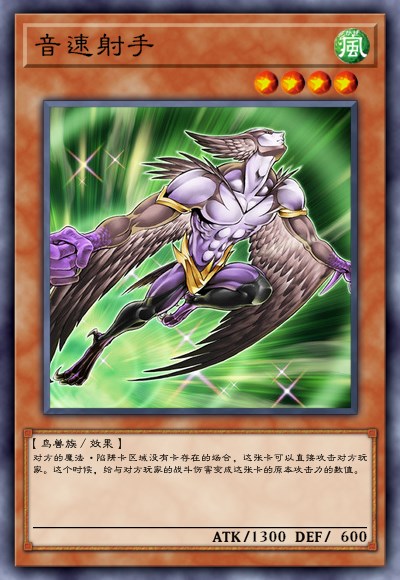 音速射手
風
【鸟兽族／效果】
对方的魔法·陷阱卡区域没有卡存在的场合，这张卡可以直接攻击对方玩
家。这个时候，给与对方玩家的战斗伤害变成这张卡的原本攻击力的数值。
ATK/1300 DEF/ 600